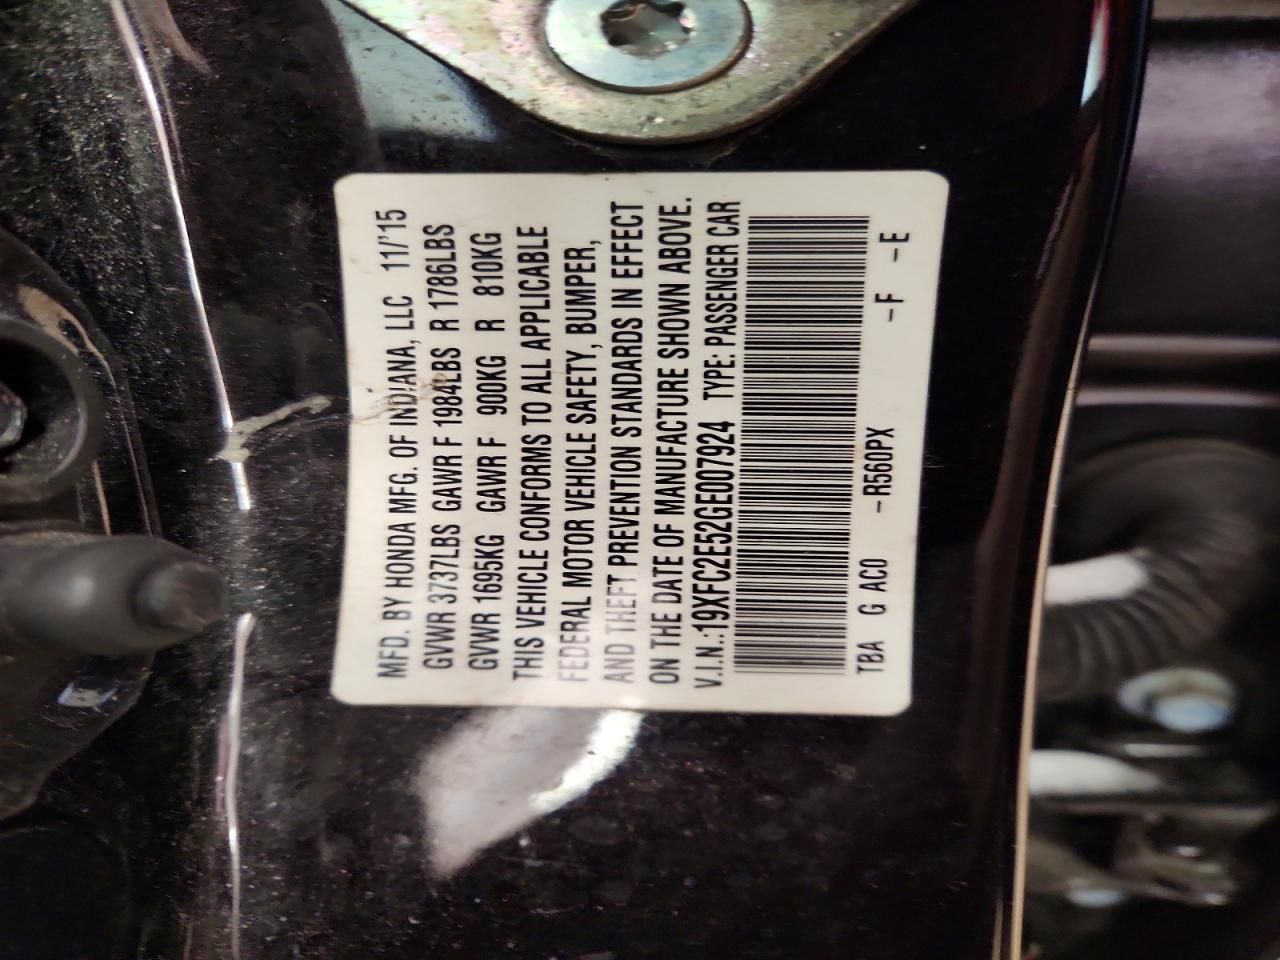 MFD. BY HONDA MFG. OF INDIANA, LLC 11/'15
GVWR 3737LBS GAWR F 1984LBS R 1786LBS
GVWR 1695KG GAWR F 900KG R 810KG
THIS VEHICLE CONFORMS TO ALL APPLICABLE
FEDERAL MOTOR VEHICLE SAFETY, BUMPER,
AND THEFT PREVENTION STANDARDS IN EFFECT
ON THE DATE OF MANUFACTURE SHOWN ABOVE.
V.I.N.:19XFC2E52GE007924 TYPE: PASSENGER CAR
TBA G AC0 -R560PX -F -E